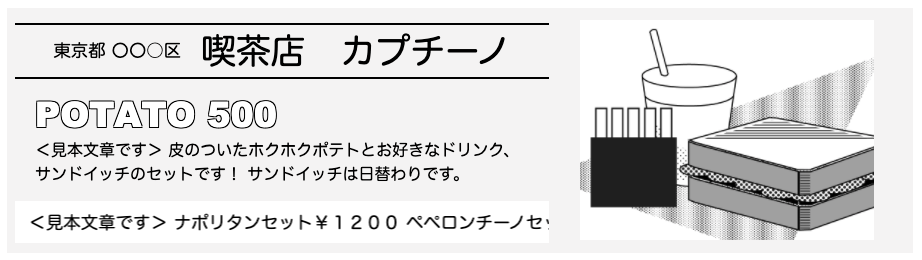 東京都 〇〇〇区 喫茶店　カプチーノ
POTATO 500
＜見本文章です＞ 皮のついたホクホクポテトとお好きなドリンク、
サンドイッチのセットです！ サンドイッチは日替わりです。
＜見本文章です＞ ナポリタンセット￥１２００ ペペロンチーノセッ